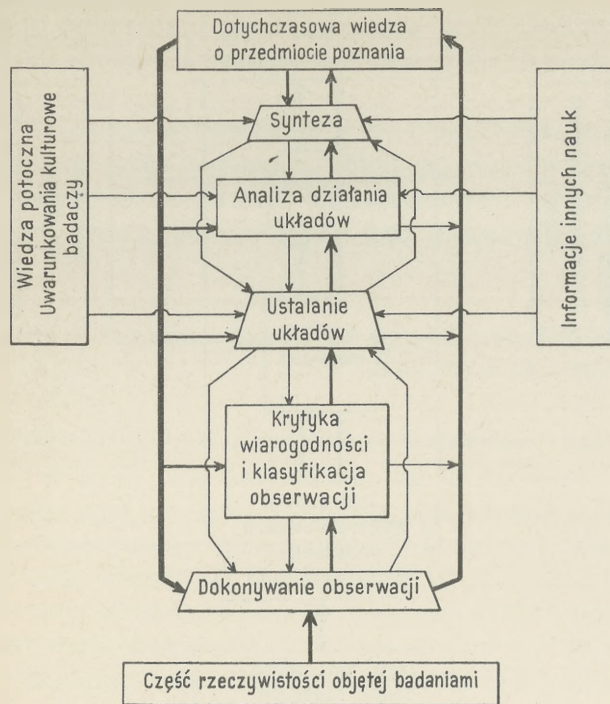 Dotychczasowa wiedza
o przedmiocie poznania
Wiedza potoczna
Uwarunkowania kulturowe
badaczy
Synteza
Analiza działania
układów
Informacje innych nauk
Ustalanie
układów
Krytyka
wiarogodności
i klasyfikacja
obserwacji
Dokonywanie obserwacji
Część rzeczywistości objętej badaniami